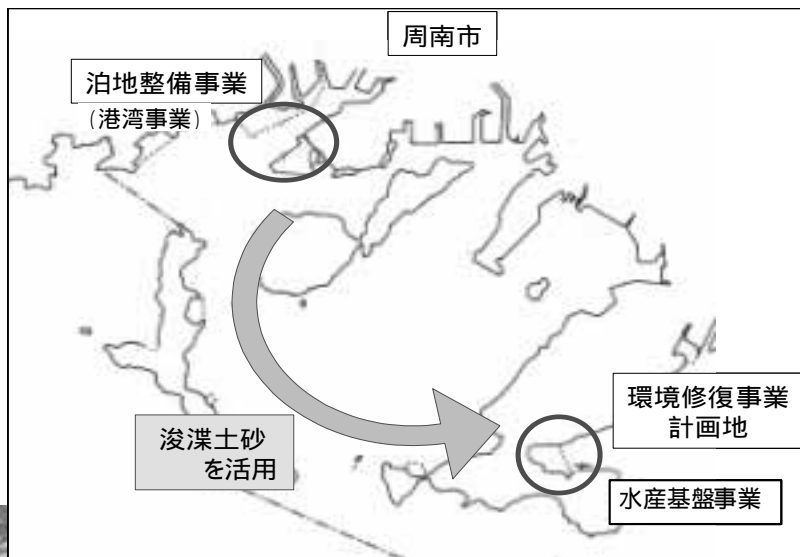 周南市
泊地整備事業
(港湾事業)
浚渫土砂
を活用
環境修復事業
計画地
水産基盤事業